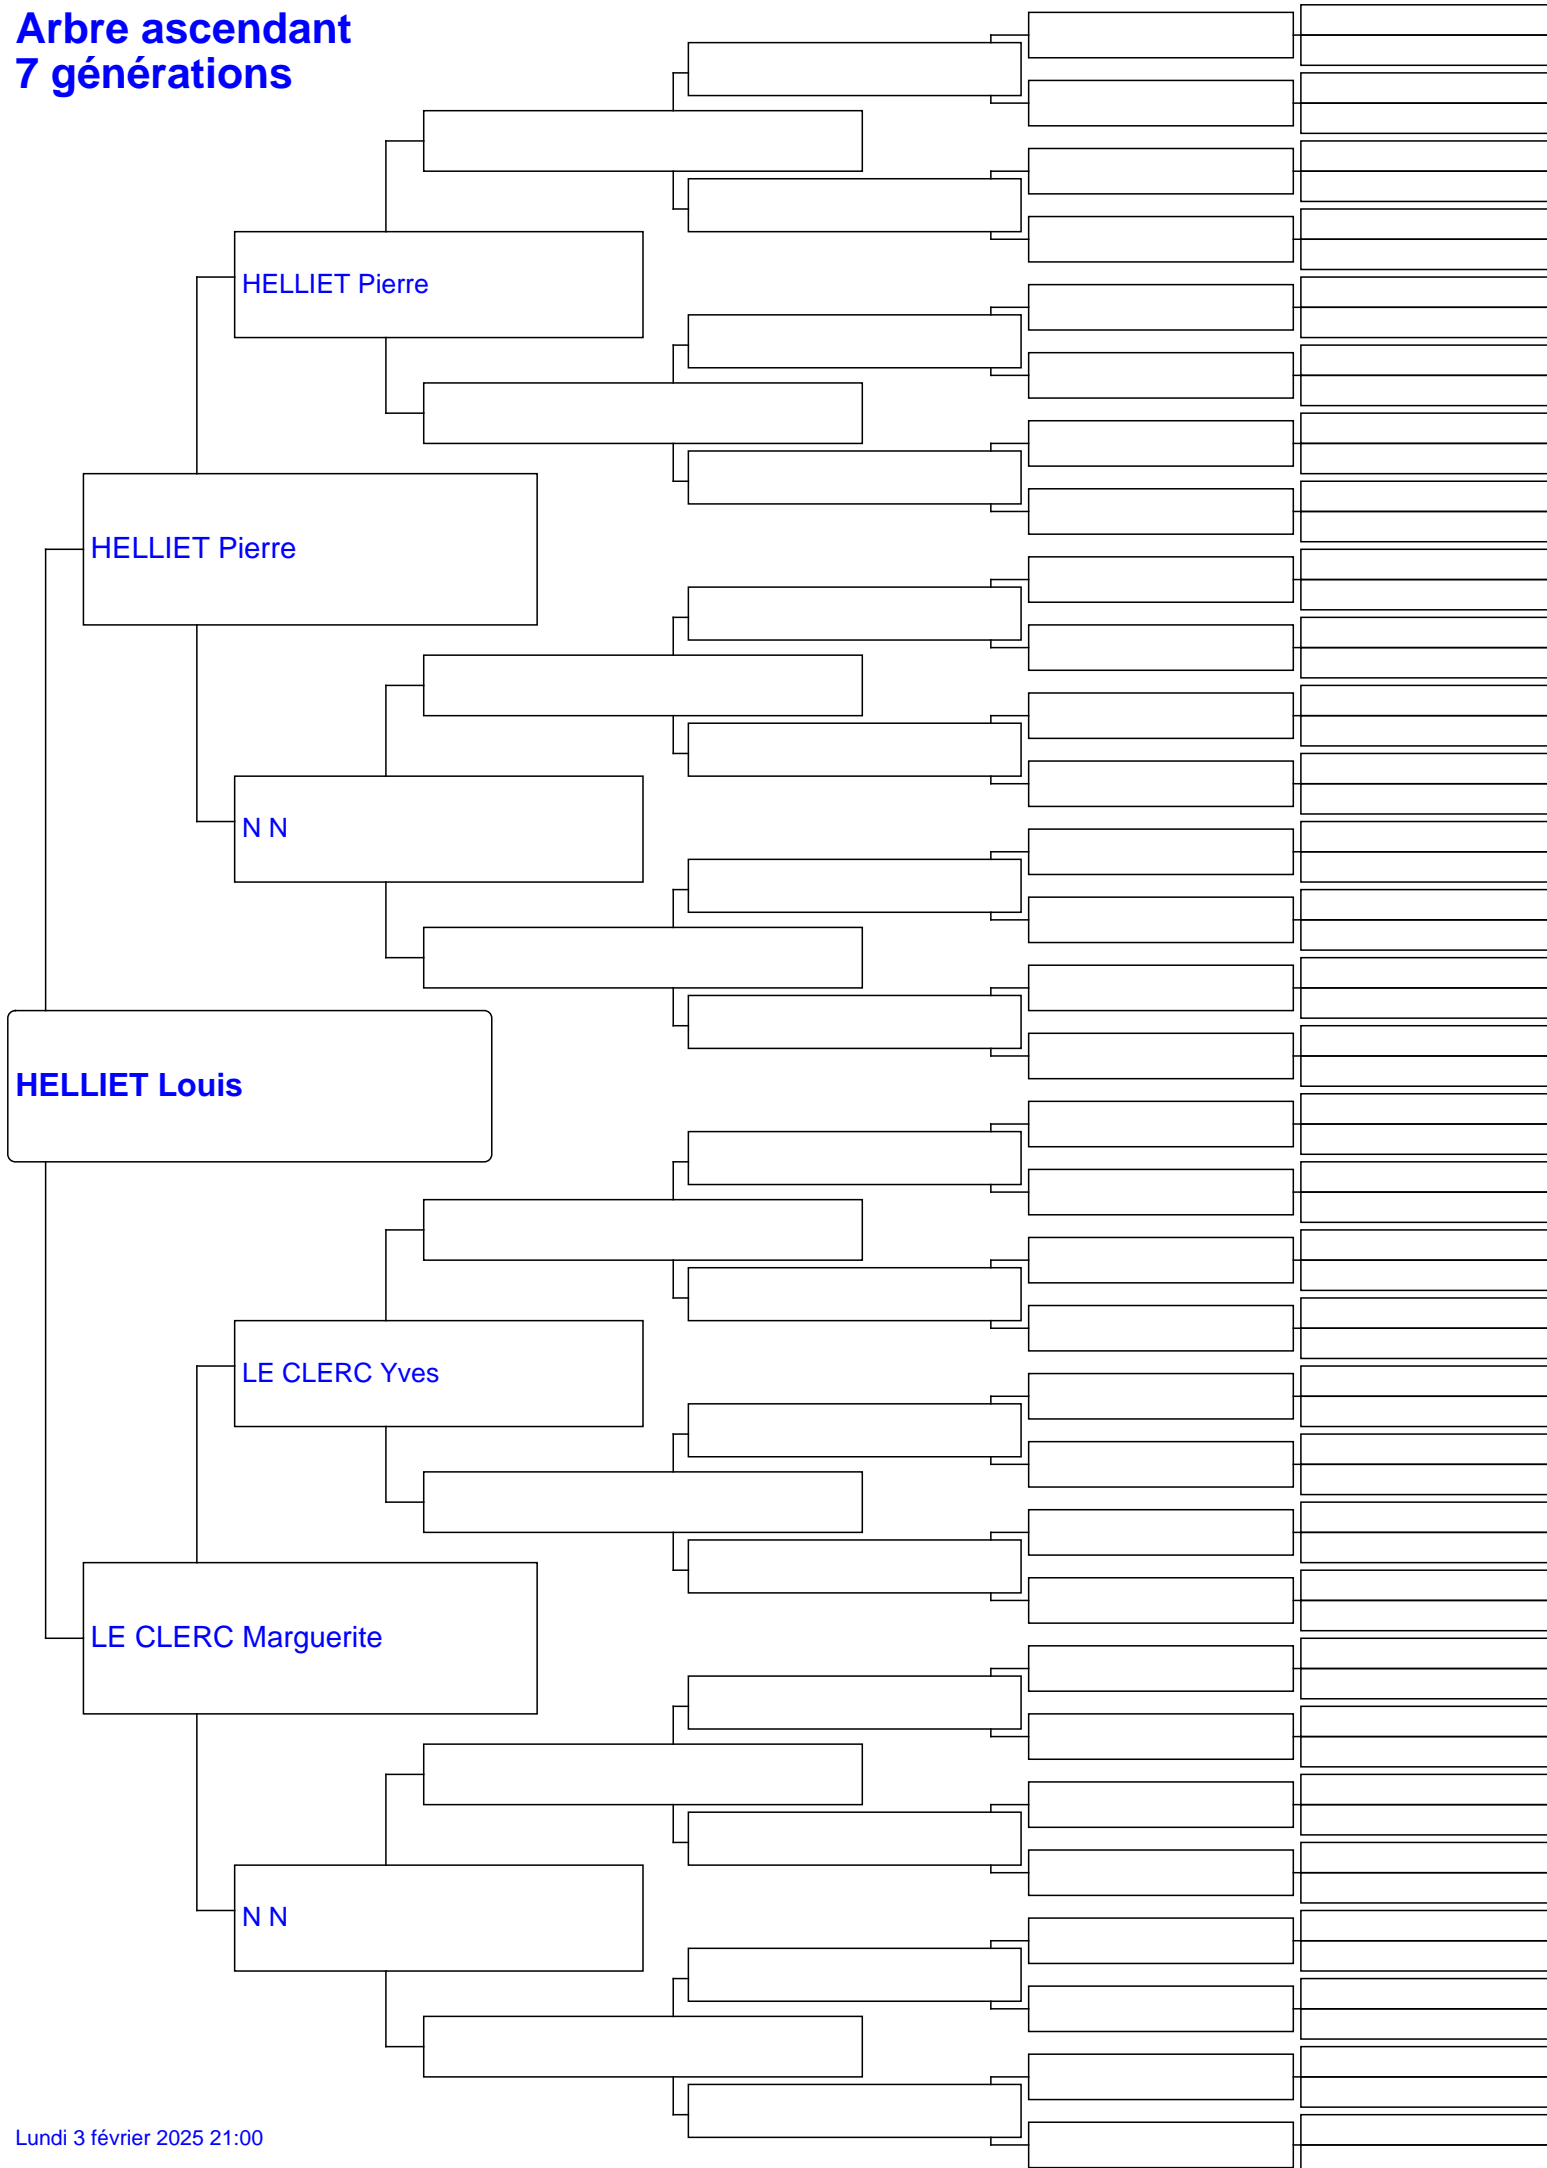 Arbre ascendant
7 générations
HELLIET Pierre
HELLIET Pierre
N N
HELLIET Louis
LE CLERC Yves
LE CLERC Marguerite
N N
Lundi 3 février 2025 21:00